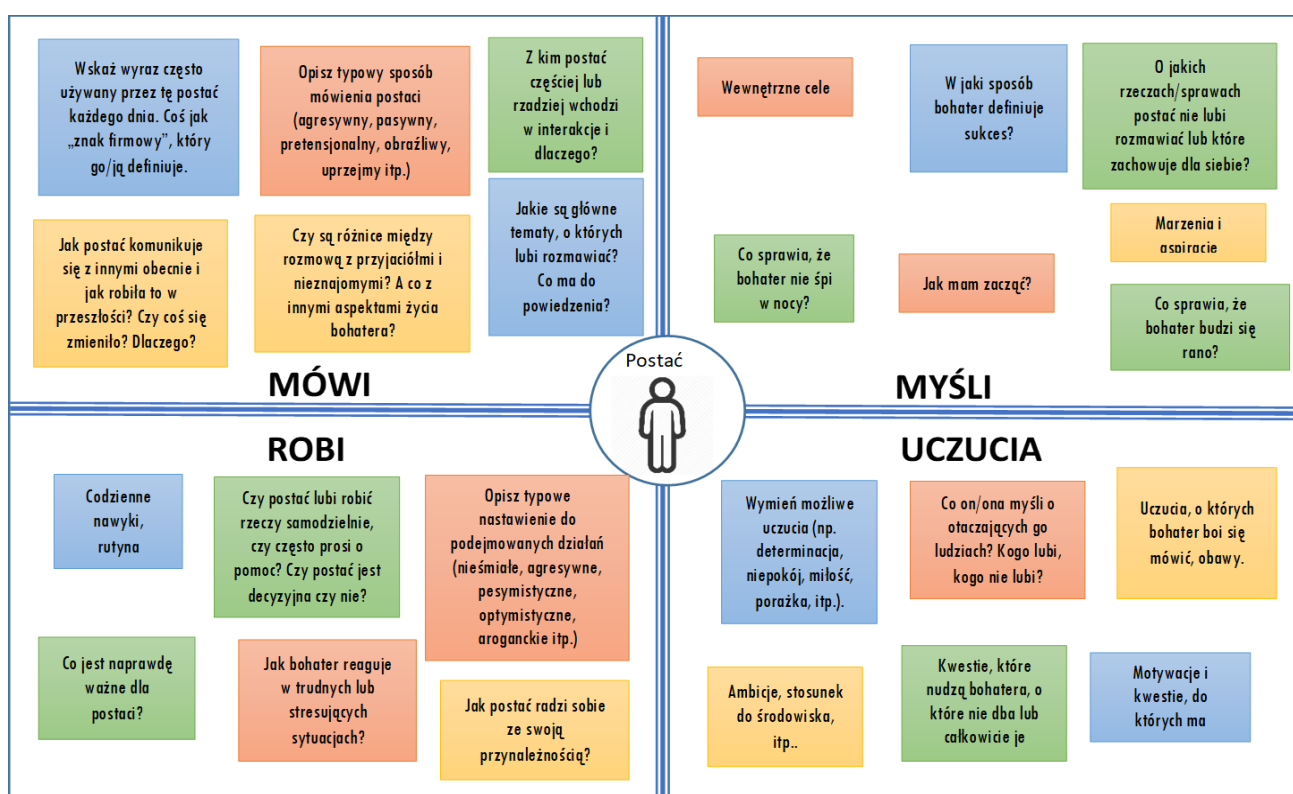 Wskaż wyraz często
używany przez tę postać
każdego dnia. Coś jak
„znak firmowy”, który
go/ją definiuje.
Opisz typowy sposób
mówienia postaci
(agresywny, pasywny,
pretensjonalny, obraźliwy,
uprzejmy itp.)
Z kim postać
częściej lub
rzadziej wchodzi
w interakcje i
dlaczego?
Jak postać komunikuje
się z innymi obecnie i
jak robiła to w
przeszłości? Czy coś się
zmieniło? Dlaczego?
Czy są różnice między
rozmową z przyjaciółmi i
nieznajomymi? A co z
innymi aspektami życia
bohatera?
Jakie są główne
tematy, o których
lubi rozmawiać?
Co ma do
powiedzenia?
MÓWI
Wewnętrzne cele
W jaki sposób
bohater definiuje
sukces?
O jakich
rzeczach/sprawach
postać nie lubi
rozmawiać lub które
zachowuje dla siebie?
Co sprawia, że
bohater nie śpi
w nocy?
Jak mam zacząć?
Marzenia i
aspiracie
Co sprawia, że
bohater budzi się
rano?
MYŚLI
Postać
ROBI
Codzienne
nawyki,
rutyna
Czy postać lubi robić
rzeczy samodzielnie,
czy często prosi o
pomoc? Czy postać jest
decyzyjna czy nie?
Opisz typowe
nastawienie do
podejmowanych działań
(nieśmiałe, agresywne,
pesymistyczne,
optymistyczne,
aroganckie itp.)
Co jest naprawdę
ważne dla
postaci?
Jak bohater reaguje
w trudnych lub
stresujących
sytuacjach?
Jak postać radzi sobie
ze swoją
przynależnością?
UCZUCIA
Wymień możliwe
uczucia (np.
determinacja,
niepokój, miłość,
porażka, itp.).
Co on/ona myśli o
otaczających go
ludziach? Kogo lubi,
kogo nie lubi?
Uczucia, o których
bohater boi się
mówić, obawy.
Ambicje, stosunek
do środowiska,
itp..
Kwestie, które
nudzą bohatera, o
które nie dba lub
całkowicie je
Motywacje i
kwestie, do
których ma